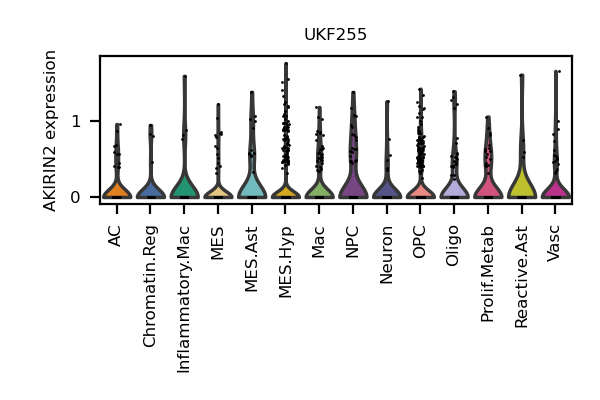 UKF255
AKIRIN2 expression
1
0
AC
Chromatin.Reg
Inflammatory.Mac
MES
MES.Ast
MES.Hyp
Mac
NPC
Neuron
OPC
Oligo
Prolif.Metab
Reactive.Ast
Vasc